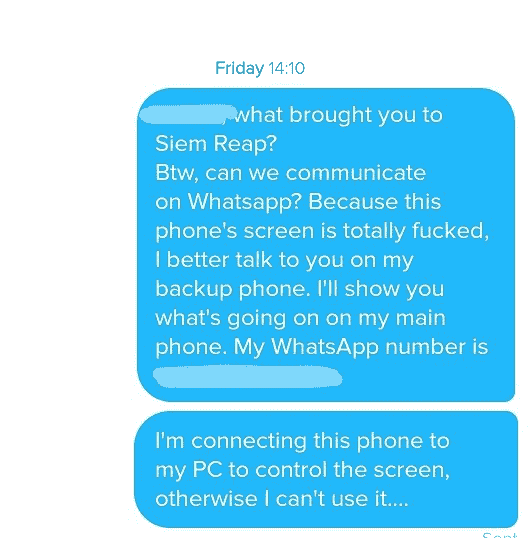 Friday 14:10
what brought you to
Siem Reap?
Btw, can we communicate
on Whatsapp? Because this
phone's screen is totally fucked,
I better talk to you on my
backup phone. I'll show you
what's going on on my main
phone. My WhatsApp number is
I'm connecting this phone to
my PC to control the screen,
otherwise I can't use it....